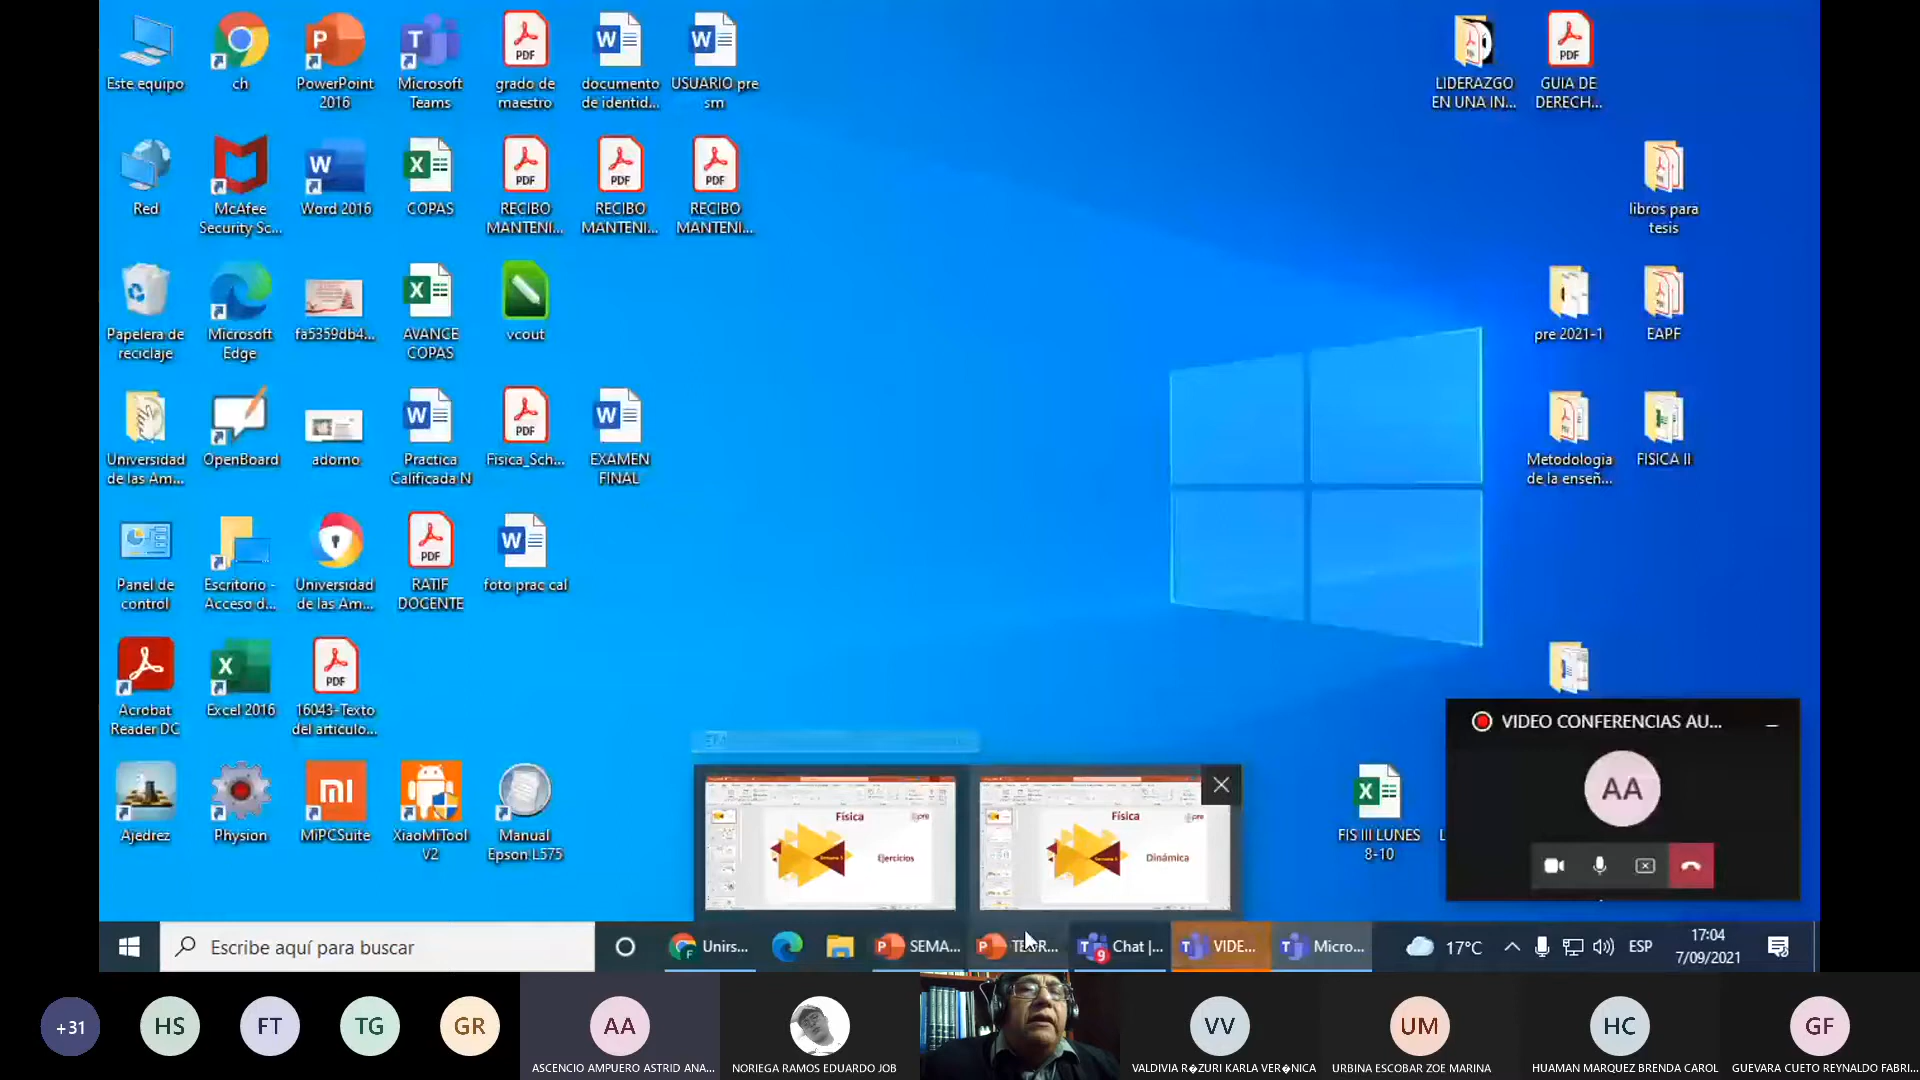 Este equipo
ch
PowerPoint
2016
Microsoft
Teams
grado de
maestro
documento
de identid...
USUARIO pre
sm
LIDERAZGO
EN UNA IN...
GUIA DE
DERECH...
Red
McAfee
Security Sc...
Word 2016
COPAS
RECIBO
MANTENI...
RECIBO
MANTENI...
RECIBO
MANTENI...
libros para
tesis
Papelera de
reciclaje
Microsoft
Edge
fa5359db4...
AVANCE
COPAS
vcout
pre 2021-1
EAPF
Universidad
de las Am...
OpenBoard
adorno
Practica
Calificada N
Fisica_Sch...
EXAMEN
FINAL
Metodologia
de la enseñ...
FISICA II
Panel de
control
Escritorio -
Acceso d...
Universidad
de las Am...
RATIF
DOCENTE
foto prac cal
Acrobat
Reader DC
Excel 2016
16043-Texto
del articulo...
VIDEO CONFERENCIAS AU...
AA
Ajedrez
Physion
MiPCSuite
XiaoMiTool
V2
Manual
Epson L575
Física
pre
Ejercicios
Física
pre
Dinámica
FIS III LUNES
8-10
L
Escribe aquí para buscar
Unirs...
SEMA...
Chat |...
9
VIDE...
Micro...
17°C
ESP
17:04
7/09/2021
+31
HS
FT
TG
GR
AA
VV
UM
HC
GF
ASCENCIO AMPUERO ASTRID ANA...
NORIEGA RAMOS EDUARDO JOB
VALDIVIA R�ZURI KARLA VER�NICA
URBINA ESCOBAR ZOE MARINA
HUAMAN MARQUEZ BRENDA CAROL
GUEVARA CUETO REYNALDO FABRI...